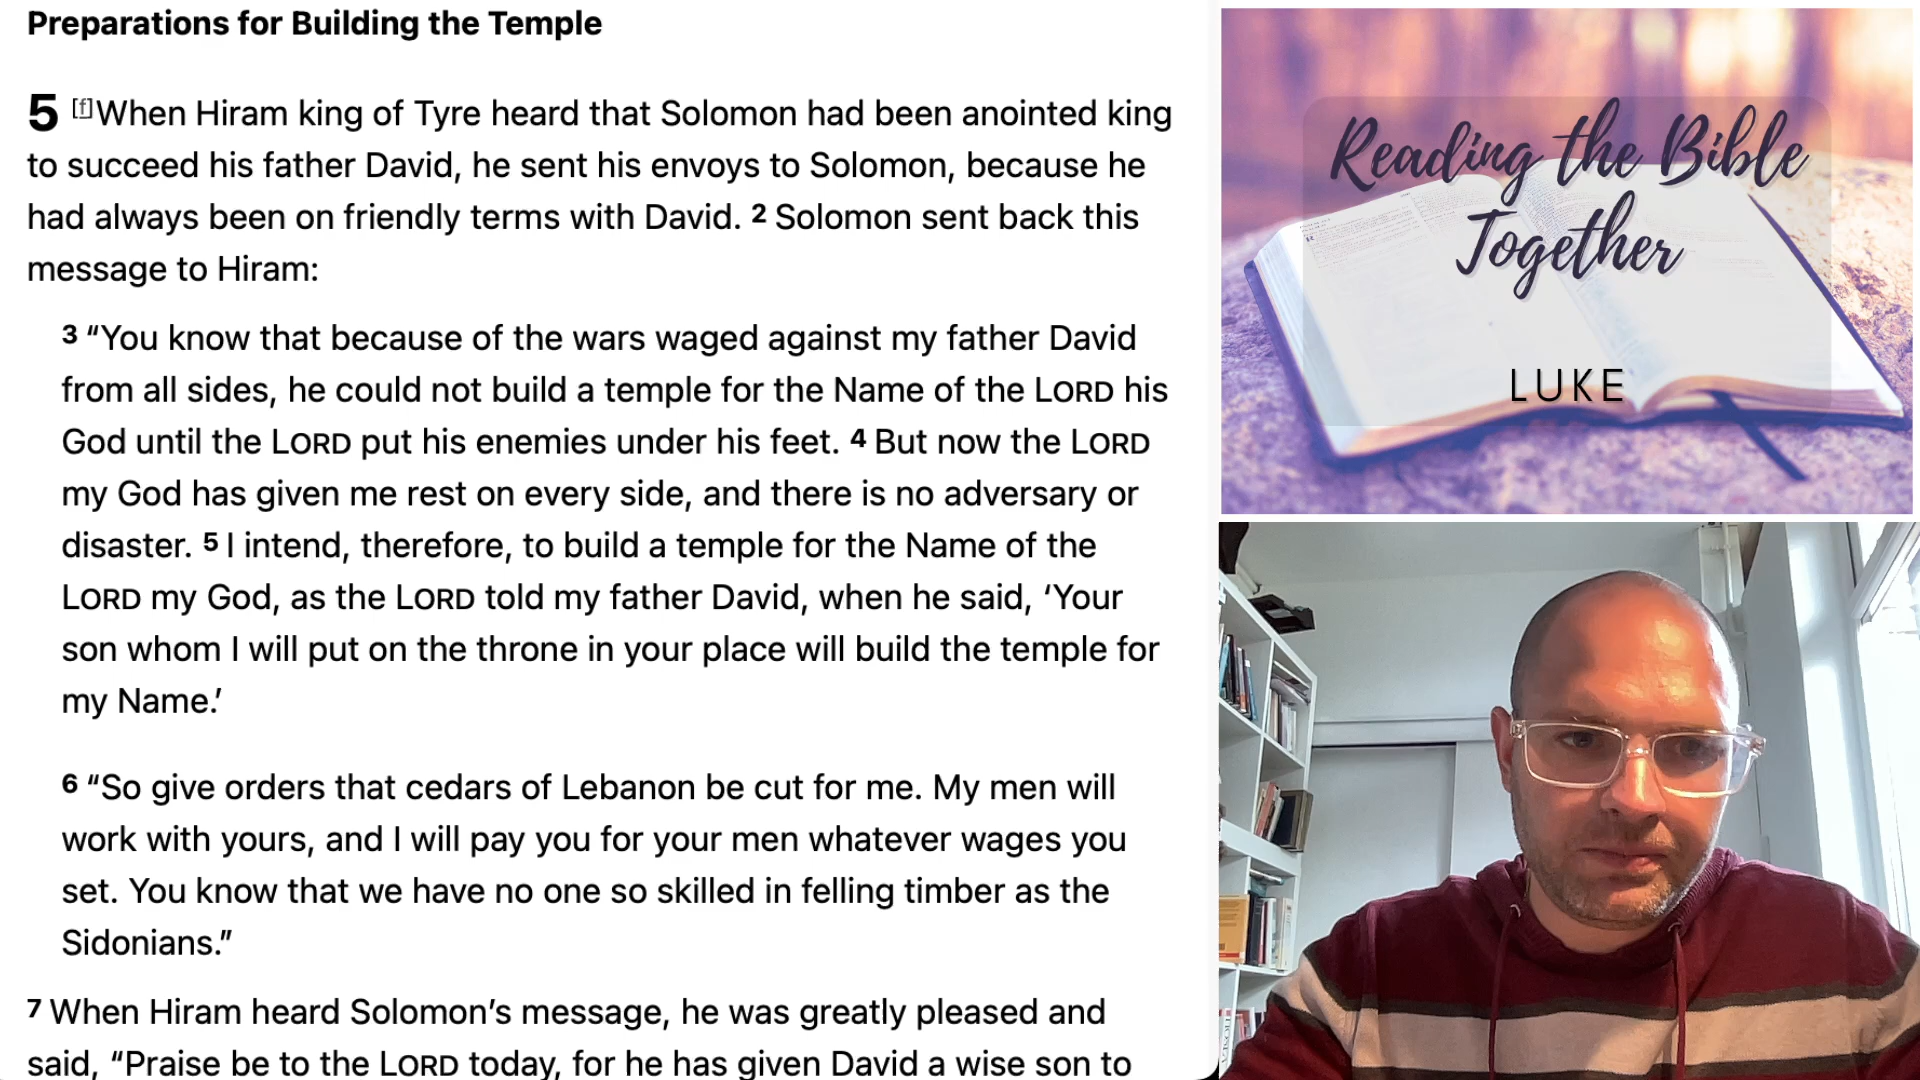 Preparations for Building the Temple
5 [f]When Hiram king of Tyre heard that Solomon had been anointed king
to succeed his father David, he sent his envoys to Solomon, because he
had always been on friendly terms with David. 2 Solomon sent back this
message to Hiram:
3 “You know that because of the wars waged against my father David
from all sides, he could not build a temple for the Name of the LORD his
God until the LORD put his enemies under his feet. 4 But now the LORD
my God has given me rest on every side, and there is no adversary or
disaster. 5 I intend, therefore, to build a temple for the Name of the
LORD my God, as the LORD told my father David, when he said, ‘Your
son whom I will put on the throne in your place will build the temple for
my Name.’
6 “So give orders that cedars of Lebanon be cut for me. My men will
work with yours, and I will pay you for your men whatever wages you
set. You know that we have no one so skilled in felling timber as the
Sidonians.”
7 When Hiram heard Solomon’s message, he was greatly pleased and
said, “Praise be to the LORD today, for he has given David a wise son to
Reading the Bible
Together
LUKE